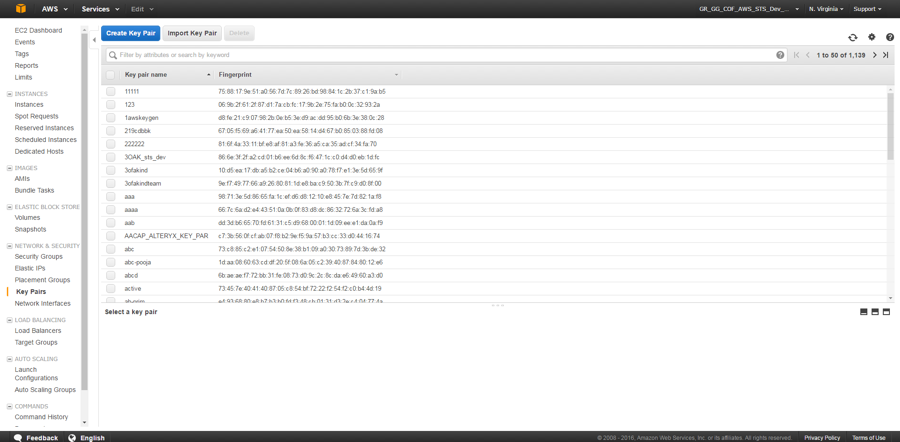 AWS Services Edit GR_GG_COF_AWS_STS_Dev_... N. Virginia Support
EC2 Dashboard
Events
Tags
Reports
Limits
INSTANCES
Instances
Spot Requests
Reserved Instances
Scheduled Instances
Dedicated Hosts
IMAGES
AMIs
Bundle Tasks
ELASTIC BLOCK STORE
Volumes
Snapshots
NETWORK & SECURITY
Security Groups
Elastic IPs
Placement Groups
Key Pairs
Network Interfaces
LOAD BALANCING
Load Balancers
Target Groups
AUTO SCALING
Launch
Configurations
Auto Scaling Groups
COMMANDS
Command History
Create Key Pair Import Key Pair Delete
Filter by attributes or search by keyword 1 to 50 of 1,139
Key pair name Fingerprint
11111 75:88:17:9e:51:a0:56:7d:7c:89:26:bd:98:84:1c:2b:37:c1:9a:b5
123 06:9b:2f:61:2f:87:d1:7a:cb:fc:17:9b:2e:75:fa:b0:0c:32:93:2a
1awskeygen d8:fe:21:c9:07:98:2b:0e:b5:3e:d9:ac:dd:95:b0:6b:3e:38:0c:28
219cdbbk 67:05:f5:69:a6:41:77:ea:50:ea:58:14:d4:67:b0:85:03:88:fd:08
222222 81:6f:4a:33:11:bf:e8:af:81:a3:fe:36:a5:ca:35:ad:cf:34:fa:70
3OAK_sts_dev 86:6e:3f:2f:a2:cd:01:b6:ee:6d:8c:f6:47:1c:c0:d4:d0:eb:1d:fc
3ofakind 10:d5:ea:17:db:a5:b2:ce:04:b6:a0:90:a0:78:f7:e1:3e:5d:65:9f
3ofakindteam 9e:f7:49:77:66:a9:26:80:81:1d:e8:ba:c9:50:3b:7f:c9:d0:8f:00
aaa 98:71:3e:5d:86:65:fa:1c:ef:d6:d8:12:10:e8:45:7e:7d:82:1a:f8
aaaa 66:7c:6a:d2:e4:43:51:0a:0b:0f:83:d8:dc:86:32:72:6a:3c:fd:a8
aab dd:3d:b6:65:70:fd:61:31:c5:d9:68:00:01:1d:09:ee:e1:da:0a:f9
AACAP_ALTERYX_KEY_PAR c7:3b:56:0f:cf:ab:07:f8:b2:9e:f5:9a:57:b3:cc:33:d0:44:16:74
abc 73:c8:85:c2:e1:07:54:50:8e:38:b1:09:a0:30:73:89:7d:3b:de:32
abc-pooja 1d:aa:08:60:63:cd:df:20:5f:08:6a:05:c2:39:40:87:84:80:12:e6
abcd 6b:ae:ae:f7:72:bb:31:fe:08:73:d0:9c:2c:8c:da:e6:49:60:a3:d0
active 73:45:7e:40:41:40:87:05:c8:54:bf:72:22:f2:54:f2:c0:b4:4d:19
Select a key pair
Feedback English © 2008 - 2016, Amazon Web Services, Inc. or its affiliates. All rights reserved. Privacy Policy Terms of Use